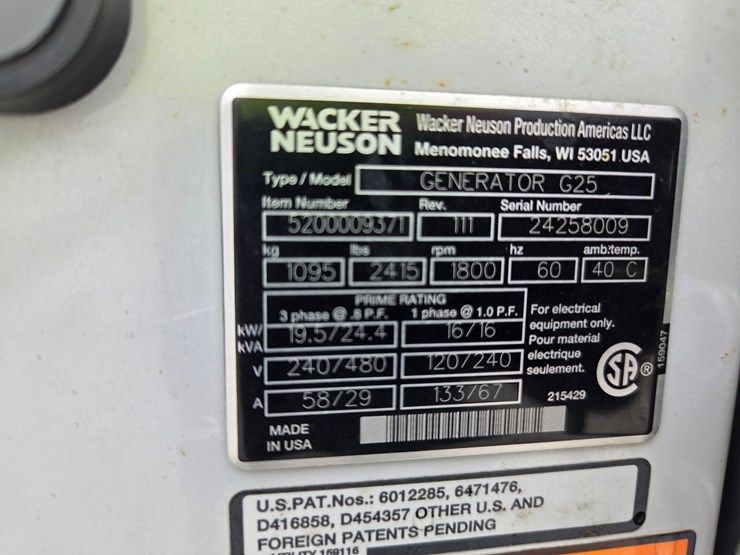 WACKER
NEUSON
Wacker Neuson Production Americas LLC
Menomonee Falls, WI 53051 USA
Type / Model GENERATOR G25
Item Number Rev. Serial Number
5200009371 111 24258009
kg lbs rpm hz amb.temp.
1095 2415 1800 60 40 C
PRIME RATING
3 phase @ .8 P.F. 1 phase @ 1.0 P.F.
kW/kVA 19.5/24.4 16/16
V 240/480 120/240
A 58/29 133/67
For electrical
equipment only.
Pour material
electrique
seulement.
SA ®
159047
215429
MADE
IN USA
U.S.PAT.Nos.: 6012285, 6471476,
D416858, D454357 OTHER U.S. AND
FOREIGN PATENTS PENDING
UTILITY 159116